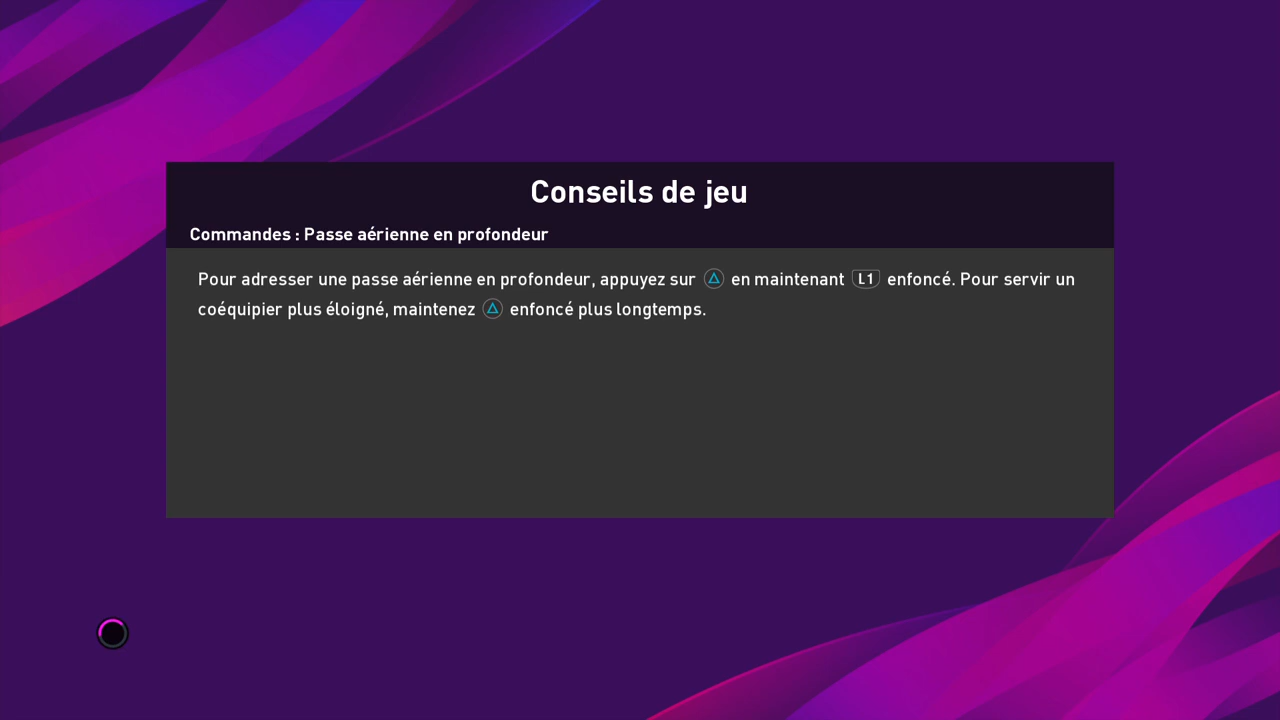 Conseils de jeu
Commandes : Passe aérienne en profondeur
Pour adresser une passe aérienne en profondeur, appuyez sur △ en maintenant L1 enfoncé. Pour servir un
coéquipier plus éloigné, maintenez △ enfoncé plus longtemps.